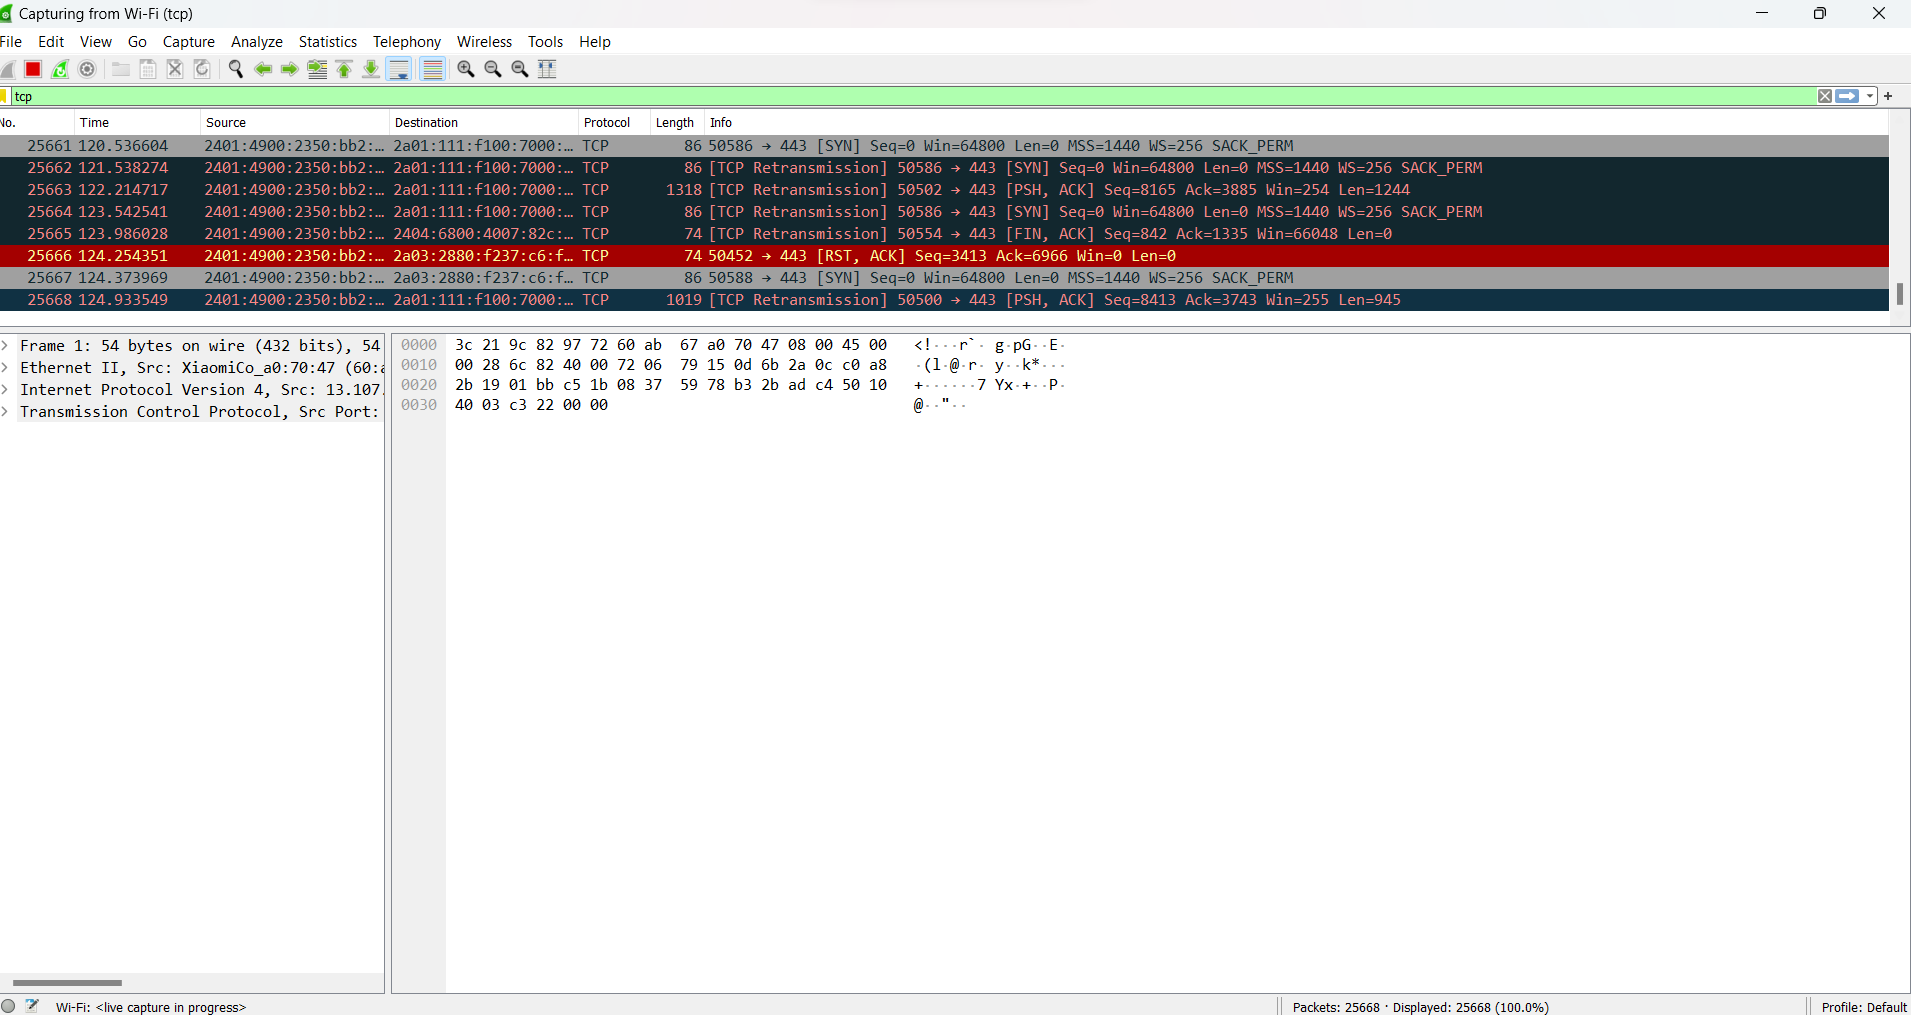 Capturing from Wi-Fi (tcp)
File Edit View Go Capture Analyze Statistics Telephony Wireless Tools Help
tcp
No. Time Source Destination Protocol Length Info
25661 120.536604 2401:4900:2350:bb2:… 2a01:111:f100:7000:… TCP 86 50586 → 443 [SYN] Seq=0 Win=64800 Len=0 MSS=1440 WS=256 SACK_PERM
25662 121.538274 2401:4900:2350:bb2:… 2a01:111:f100:7000:… TCP 86 [TCP Retransmission] 50586 → 443 [SYN] Seq=0 Win=64800 Len=0 MSS=1440 WS=256 SACK_PERM
25663 122.214717 2401:4900:2350:bb2:… 2a01:111:f100:7000:… TCP 1318 [TCP Retransmission] 50502 → 443 [PSH, ACK] Seq=8165 Ack=3885 Win=254 Len=1244
25664 123.542541 2401:4900:2350:bb2:… 2a01:111:f100:7000:… TCP 86 [TCP Retransmission] 50586 → 443 [SYN] Seq=0 Win=64800 Len=0 MSS=1440 WS=256 SACK_PERM
25665 123.986028 2401:4900:2350:bb2:… 2404:6800:4007:82c:… TCP 74 [TCP Retransmission] 50554 → 443 [FIN, ACK] Seq=842 Ack=1335 Win=66048 Len=0
25666 124.254351 2401:4900:2350:bb2:… 2a03:2880:f237:c6:f… TCP 74 50452 → 443 [RST, ACK] Seq=3413 Ack=6966 Win=0 Len=0
25667 124.373969 2401:4900:2350:bb2:… 2a03:2880:f237:c6:f… TCP 86 50588 → 443 [SYN] Seq=0 Win=64800 Len=0 MSS=1440 WS=256 SACK_PERM
25668 124.933549 2401:4900:2350:bb2:… 2a01:111:f100:7000:… TCP 1019 [TCP Retransmission] 50500 → 443 [PSH, ACK] Seq=8413 Ack=3743 Win=255 Len=945
Frame 1: 54 bytes on wire (432 bits), 54
Ethernet II, Src: XiaomiCo_a0:70:47 (60:a
Internet Protocol Version 4, Src: 13.107.
Transmission Control Protocol, Src Port:
0000 3c 21 9c 82 97 72 60 ab 67 a0 70 47 08 00 45 00 <!···r`· g·pG··E·
0010 00 28 6c 82 40 00 72 06 79 15 0d 6b 2a 0c c0 a8 ·(l·@·r· y··k*···
0020 2b 19 01 bb c5 1b 08 37 59 78 b3 2b ad c4 50 10 +······7 Yx·+··P·
0030 40 03 c3 22 00 00 @··"··
Wi-Fi: <live capture in progress>
Packets: 25668 · Displayed: 25668 (100.0%)
Profile: Default